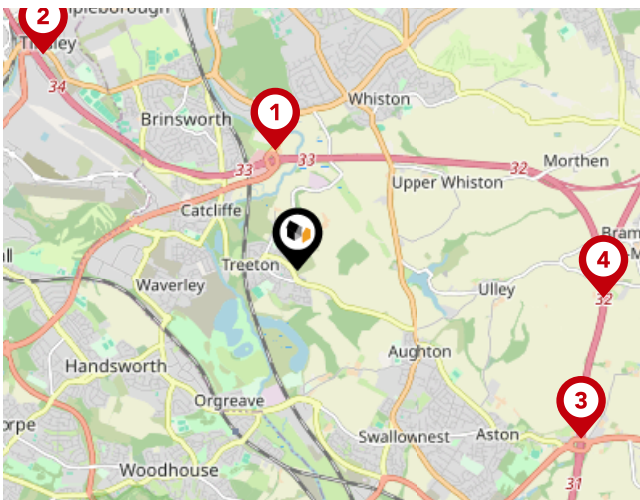 2
Tinsley
34
1
Whiston
Brinsworth
33
33
32
Morthen
Upper Whiston
Catcliffe
4
Treeton
Waverley
Ulley
32
Aughton
Handsworth
3
Orgreave
Swallownest
Aston
Woodhouse
31